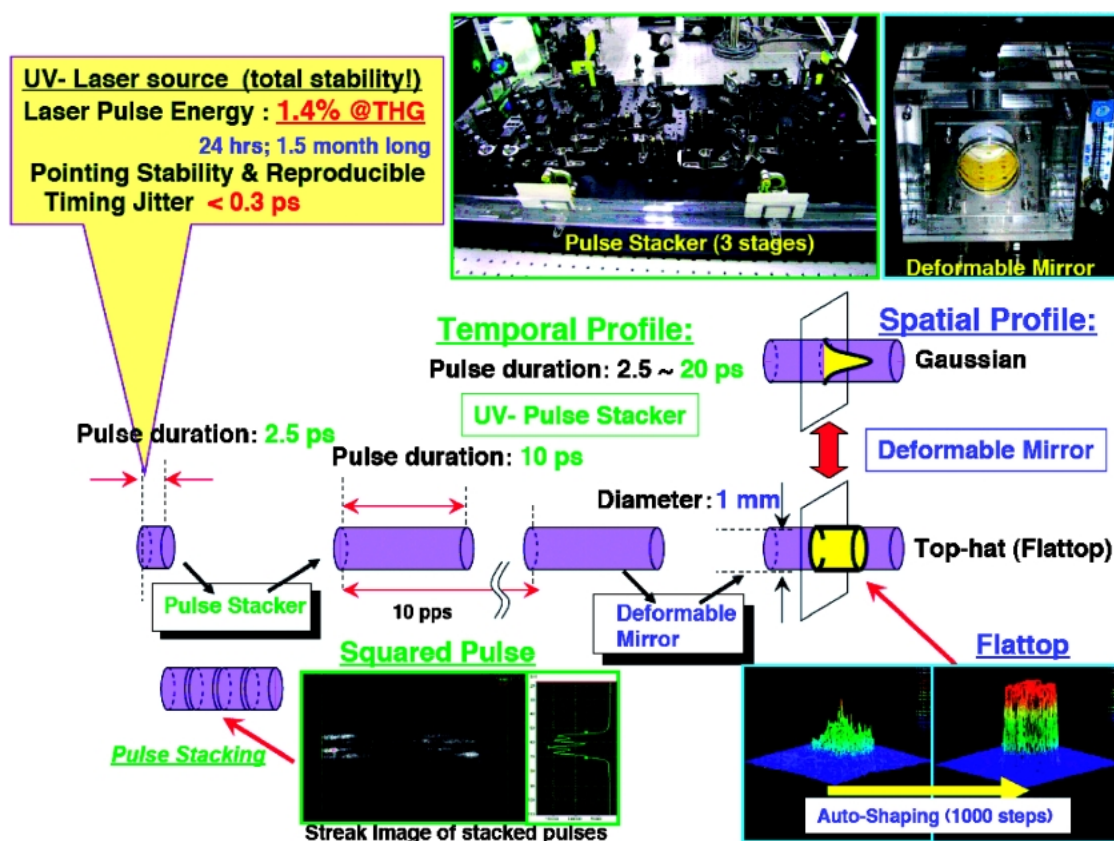 UV- Laser source (total stability!)
Laser Pulse Energy : 1.4% @THG
24 hrs; 1.5 month long
Pointing Stability & Reproducible
Timing Jitter < 0.3 ps
Pulse Stacker (3 stages)
Deformable Mirror
Temporal Profile:
Spatial Profile:
Pulse duration: 2.5 ~ 20 ps
Gaussian
UV- Pulse Stacker
Pulse duration: 2.5 ps
Pulse duration: 10 ps
Deformable Mirror
Diameter : 1 mm
Top-hat (Flattop)
Pulse Stacker
10 pps
Deformable
Mirror
Squared Pulse
Flattop
Pulse Stacking
Auto-Shaping (1000 steps)
Streak Image of stacked pulses